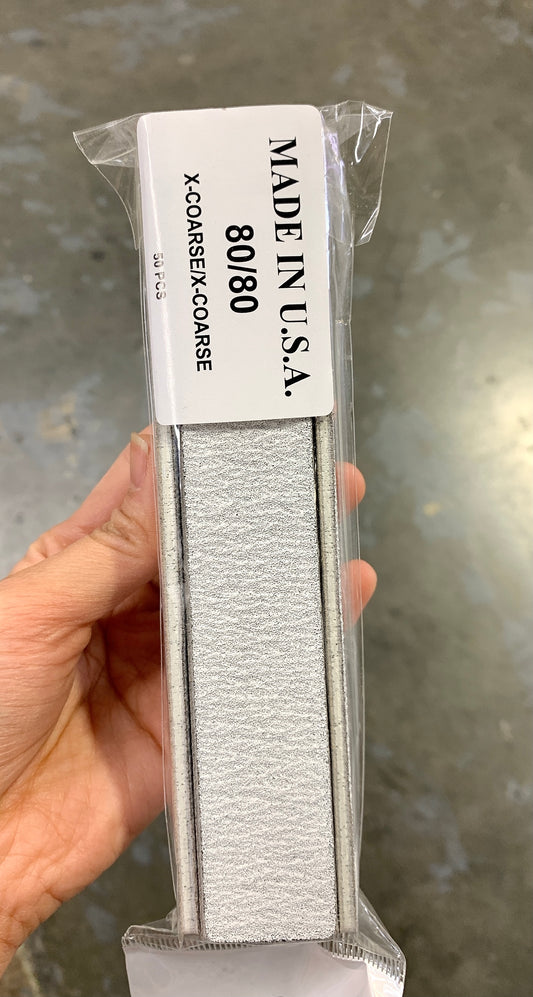 MADE IN U.S.A.
80/80
X-COARSE/X-COARSE
50 PCS